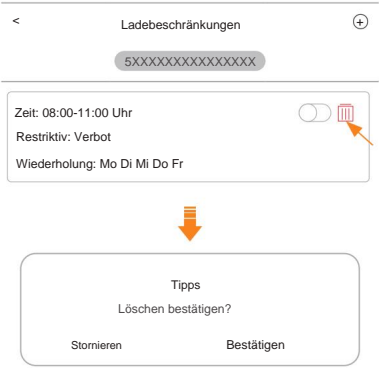 <
Ladebeschränkungen
5XXXXXXXXXXXXXXX
Zeit: 08:00-11:00 Uhr
Restriktiv: Verbot
Wiederholung: Mo Di Mi Do Fr
Tipps
Löschen bestätigen?
Stornieren Bestätigen